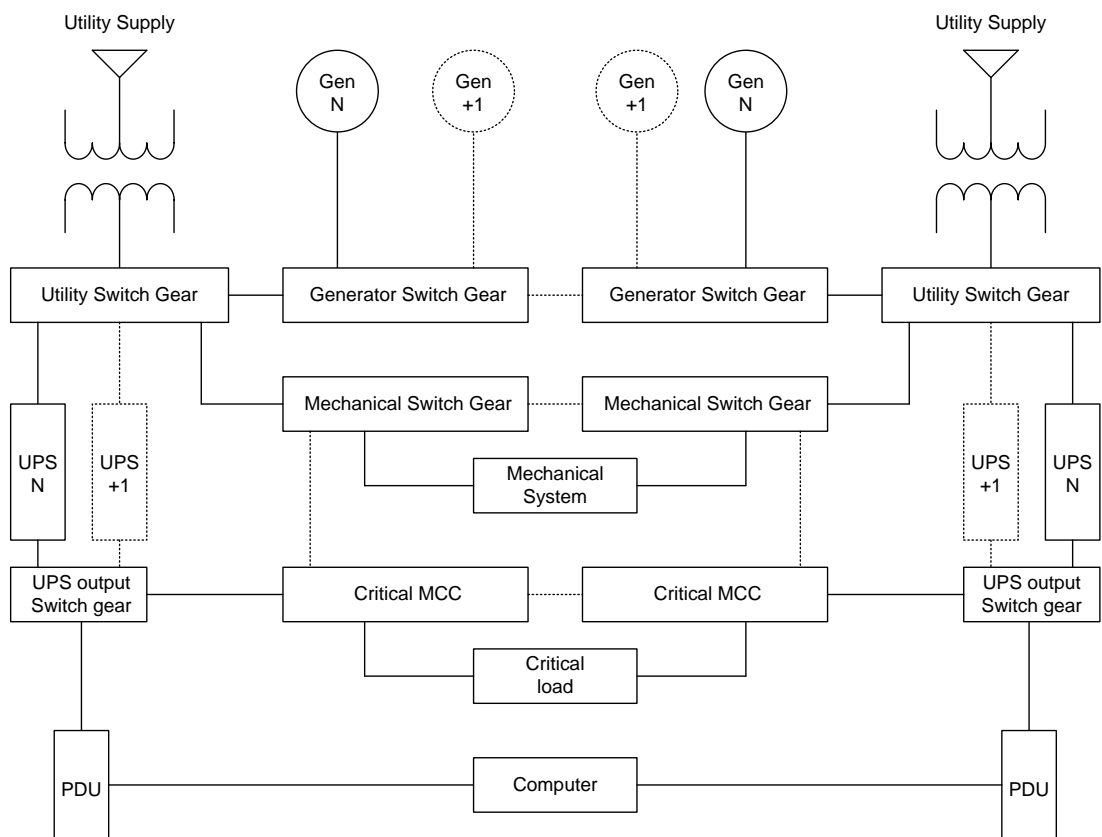 Utility Supply
Utility Supply
Gen
N
Gen
+1
Gen
+1
Gen
N
Utility Switch Gear
Generator Switch Gear
Generator Switch Gear
Utility Switch Gear
Mechanical Switch Gear
Mechanical Switch Gear
UPS
N
UPS
+1
Mechanical
System
UPS
+1
UPS
N
UPS output
Switch gear
Critical MCC
Critical MCC
UPS output
Switch gear
Critical
load
PDU
Computer
PDU